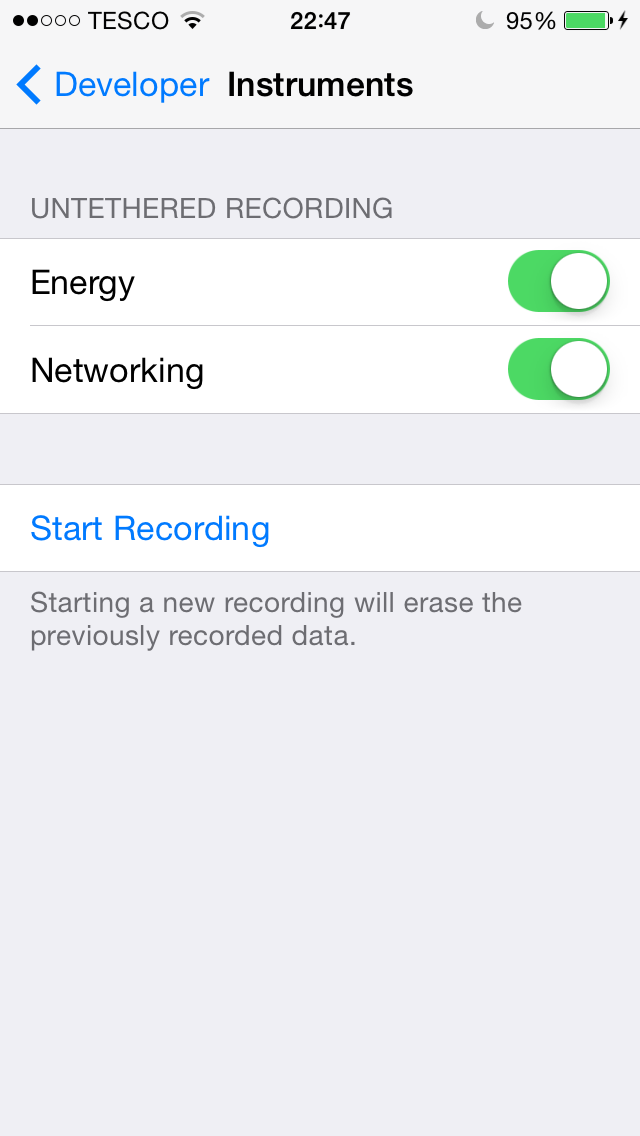 TESCO 22:47 95%
Developer Instruments
UNTETHERED RECORDING
Energy
Networking
Start Recording
Starting a new recording will erase the
previously recorded data.